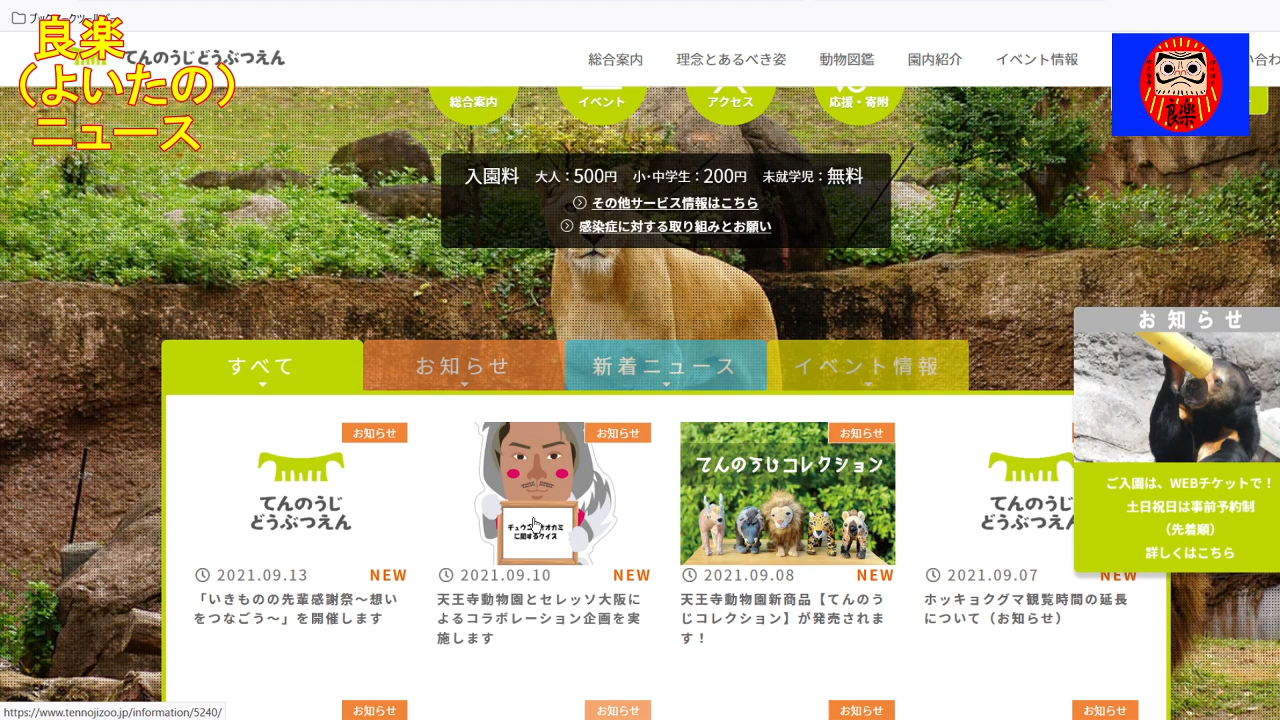 良楽
(よいたの)
ニュース
てんのうじどうぶつえん
総合案内
理念とあるべき姿
動物図鑑
園内紹介
イベント情報
良楽
総合案内
イベント
アクセス
応援・寄附
入園料 大人：500円 小・中学生：200円 未就学児：無料
その他サービス情報はこちら
感染症に対する取り組みとお願い
お知らせ
ご入園は、WEBチケットで！
土日祝日は事前予約制
（先着順）
詳しくはこちら
すべて
お知らせ
新着ニュース
イベント情報
お知らせ
てんのうじ
どうぶつえん
2021.09.13 NEW
「いきものの先輩感謝祭～想い
をつなごう～」を開催します
お知らせ
に関するクイズ
2021.09.10 NEW
天王寺動物園とセレッソ大阪に
よるコラボレーション企画を実
施します
お知らせ
てんのうじコレクション
2021.09.08 NEW
天王寺動物園新商品【てんのう
じコレクション】が発売されま
す！
てんのうじ
どうぶつえん
2021.09.07 NEW
ホッキョクグマ観覧時間の延長
について（お知らせ）
お知らせ
お知らせ
お知らせ
お知らせ
https://www.tennojizoo.jp/information/5240/